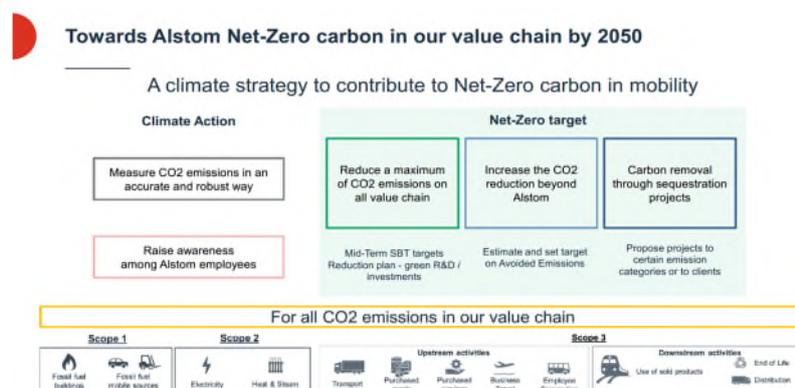 Towards Alstom Net-Zero carbon in our value chain by 2050
A climate strategy to contribute to Net-Zero carbon in mobility
Climate Action
Net-Zero target
Measure CO2 emissions in an
accurate and robust way
Reduce a maximum
of CO2 emissions on
all value chain
Increase the CO2
reduction beyond
Alstom
Carbon removal
through sequestration
projects
Raise awareness
among Alstom employees
Mid-Term SBT targets
Reduction plan - green R&D /
investments
Estimate and set target
on Avoided Emissions
Propose projects to
certain emission
categories or to clients
For all CO2 emissions in our value chain
Scope 1
Scope 2
Scope 3
Upstream activities
Downstream activities
Fossil fuel
buildings
Fossil fuel
mobile sources
Electricity
Heat & Steam
Transport
Purchased
Purchased
Business
Employee
Use of sold products
End of Life
Distribution